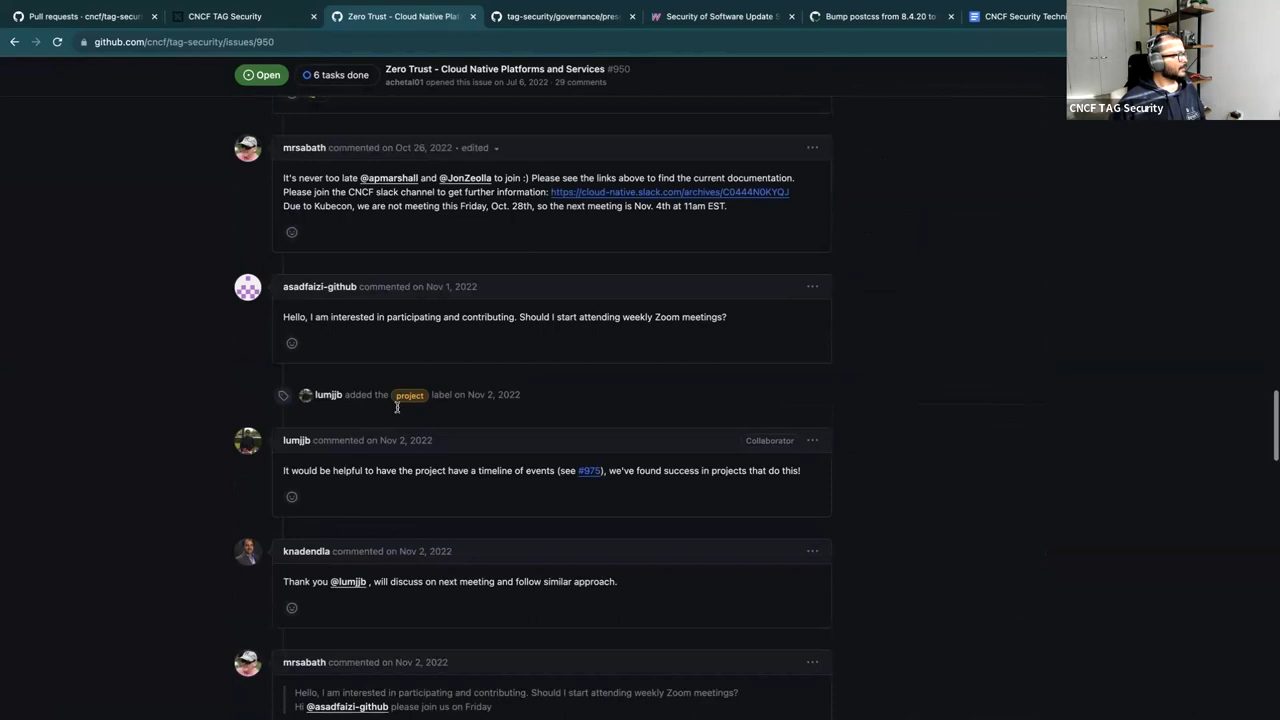 Pull requests · cncf/tag-secur
CNCF TAG Security
Zero Trust - Cloud Native Plat
tag-security/governance/pres
Security of Software Update S
Bump postcss from 8.4.20 to
CNCF Security Techni
github.com/cncf/tag-security/issues/950
Open
6 tasks done
Zero Trust - Cloud Native Platforms and Services #950
achetal01 opened this issue on Jul 6, 2022 · 29 comments
CNCF TAG Security
mrsabath commented on Oct 26, 2022 · edited
It's never too late @apmarshall and @JonZeolla to join :) Please see the links above to find the current documentation.
Please join the CNCF slack channel to get further information: https://cloud-native.slack.com/archives/C0444N0KYQJ
Due to Kubecon, we are not meeting this Friday, Oct. 28th, so the next meeting is Nov. 4th at 11am EST.
asadfaizi-github commented on Nov 1, 2022
Hello, I am interested in participating and contributing. Should I start attending weekly Zoom meetings?
lumjjb added the project label on Nov 2, 2022
lumjjb commented on Nov 2, 2022
Collaborator
It would be helpful to have the project have a timeline of events (see #975), we've found success in projects that do this!
knadendla commented on Nov 2, 2022
Thank you @lumjjb , will discuss on next meeting and follow similar approach.
mrsabath commented on Nov 2, 2022
Hello, I am interested in participating and contributing. Should I start attending weekly Zoom meetings?
Hi @asadfaizi-github please join us on Friday